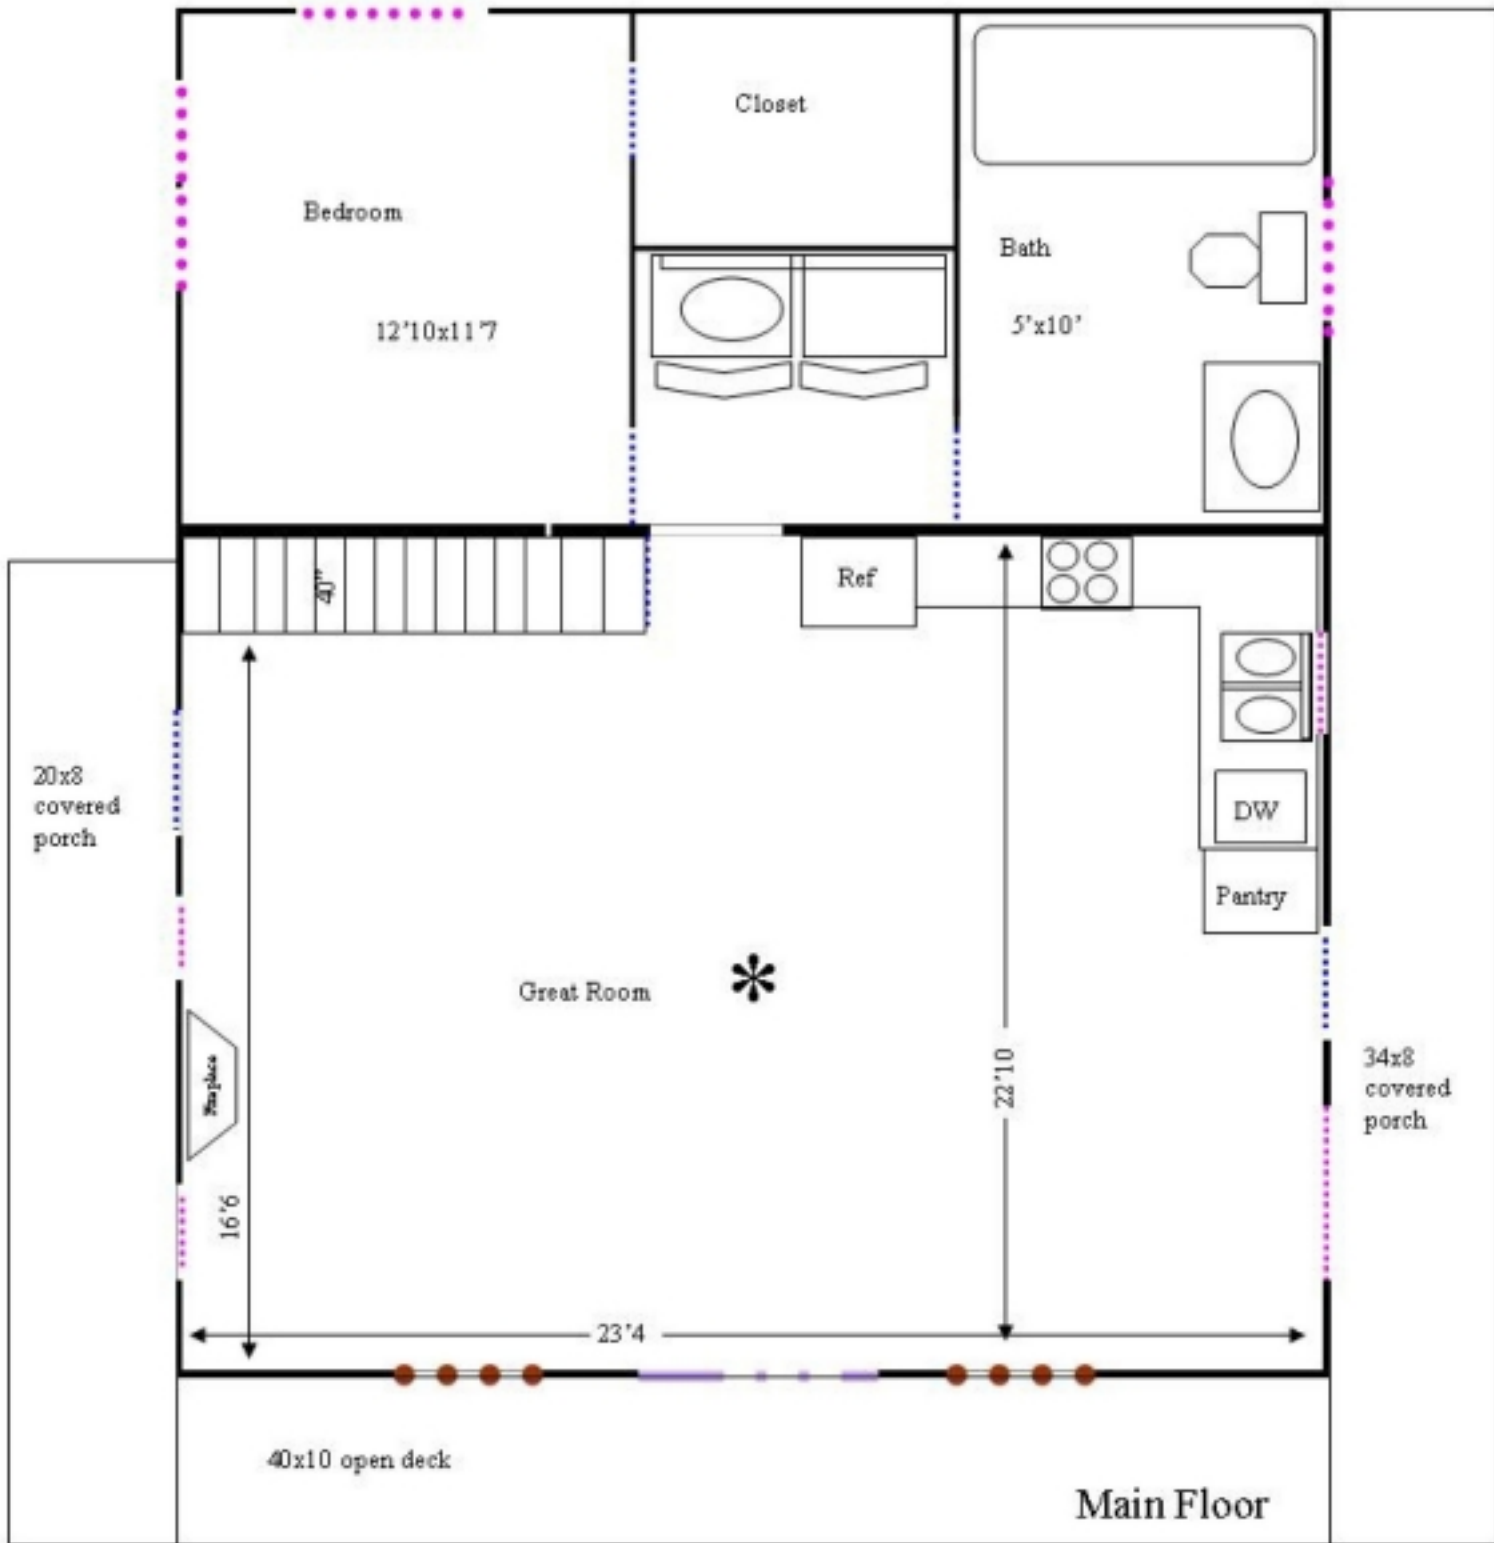 Closet
Bedroom
Bath
12'10x11'7
5'x10'
40"
Ref
20x8
covered
porch
DW
Pantry
Great Room
22'10
34x8
covered
porch
Fireplace
16'6
23'4
40x10 open deck
Main Floor